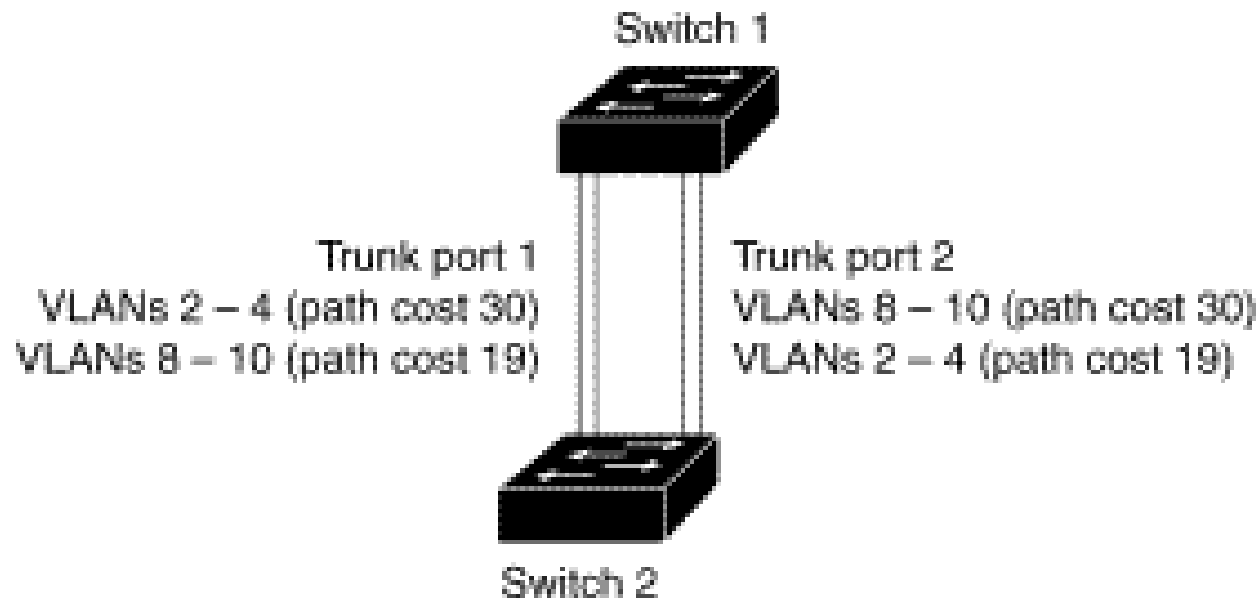 Switch 1
Trunk port 1
VLANs 2 – 4 (path cost 30)
VLANs 8 – 10 (path cost 19)
Trunk port 2
VLANs 8 – 10 (path cost 30)
VLANs 2 – 4 (path cost 19)
Switch 2